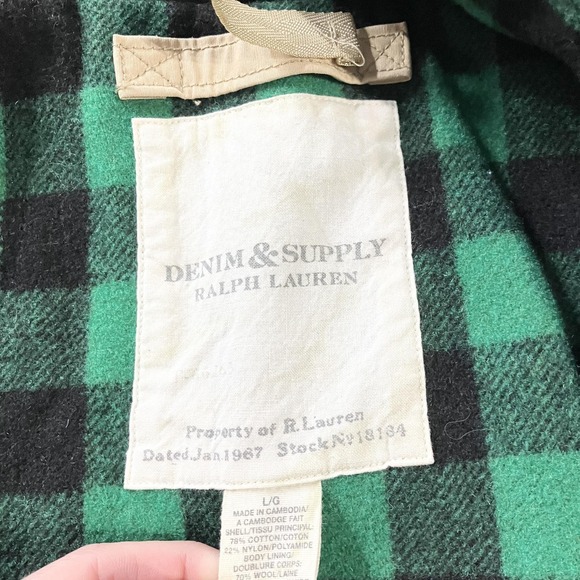 DENIM & SUPPLY
RALPH LAUREN
Property of R.Lauren
Dated Jan.1967 Stock No 18164
L/G
MADE IN CAMBODIA/
A CAMBODGE FAIT
SHELL/TISSU PRINCIPAL:
78% COTTON/COTON
22% NYLON/POLYAMIDE
BODY LINING/
DOUBLURE CORPS:
70% WOOL/LAINE